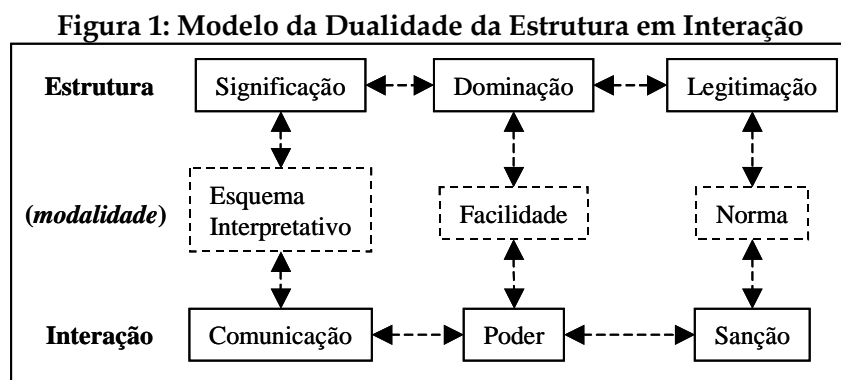 Figura 1: Modelo da Dualidade da Estrutura em Interação
Estrutura Significação Dominação Legitimação
(modalidade) Esquema Interpretativo Facilidade Norma
Interação Comunicação Poder Sanção